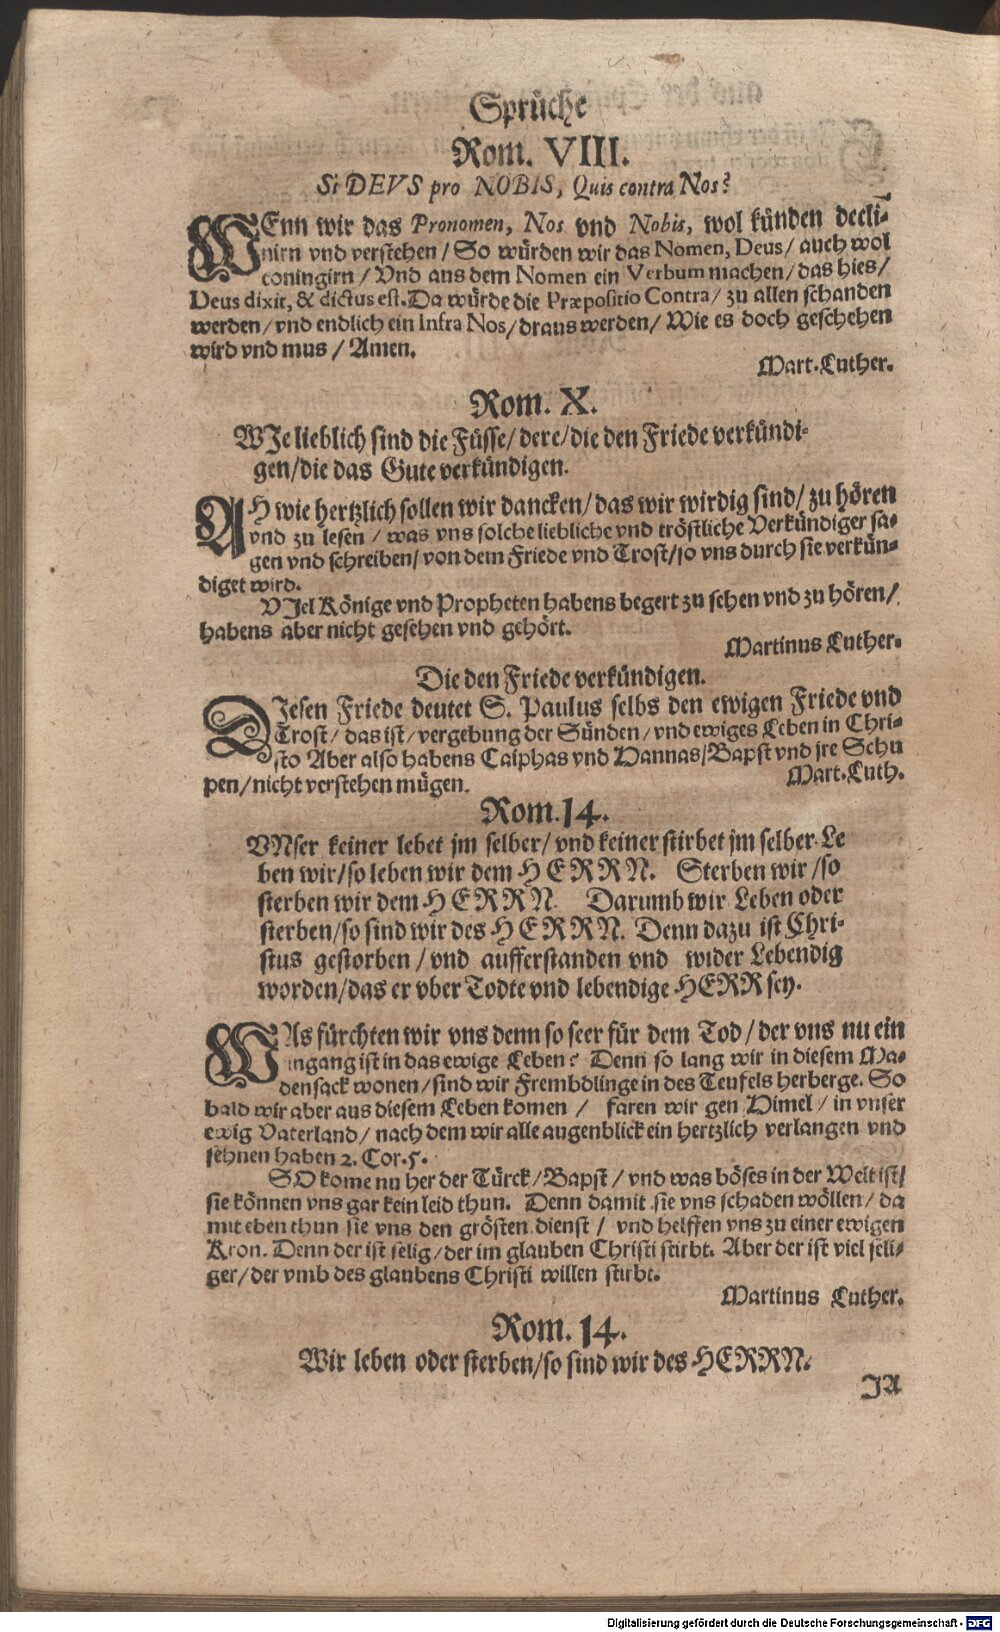 Sprüche
Rom. VIII.
Si DEVS pro NOBIS, Quis contra Nos?
WEnn wir das Pronomen, Nos vnd Nobis, wol künden decli-
nirn vnd verstehen / So würden wir das Nomen, Deus / auch wol
coniugirn / Vnd aus dem Nomen ein Verbum machen / das hies /
Deus dixit, & dictus est. Da würde die Præpositio Contra / zu allen schanden
werden / vnd endlich ein Infra Nos / draus werden / Wie es doch geschehen
wird vnd mus / Amen.
Mart. Luther.
Rom. X.
WIe lieblich sind die Füsse / dere / die den Friede verkündi-
gen / die das Gute verkündigen.
AH wie hertzlich sollen wir dancken / das wir wirdig sind / zu hören
vnd zu lesen / was vns solche liebliche vnd tröstliche Verkündiger sa-
gen vnd schreiben / von dem Friede vnd Trost / so vns durch sie verkün-
diget wird.
VJel Könige vnd Propheten habens begert zu sehen vnd zu hören /
habens aber nicht gesehen vnd gehört.
Martinus Luther.
Die den Friede verkündigen.
DJesen Friede deutet S. Paulus selbs den ewigen Friede vnd
Trost / das ist / vergebung der Sünden / vnd ewiges Leben in Chri-
sto Aber also habens Caiphas vnd Hannas / Bapst vnd jre Schu
pen / nicht verstehen mügen.
Mart. Luth.
Rom. 14.
VNser keiner lebet jm selber / vnd keiner stirbet jm selber. Le
ben wir / so leben wir dem HERRN. Sterben wir / so
sterben wir dem HERRN. Darumb wir Leben oder
sterben / so sind wir des HERRN. Denn dazu ist Chri-
stus gestorben / vnd aufferstanden vnd wider Lebendig
worden / das er vber Todte vnd lebendige HERR sey.
WAs fürchten wir vns denn so seer für dem Tod / der vns nu ein
eingang ist in das ewige Leben? Denn so lang wir in diesem Ma-
densack wonen / sind wir Frembdlinge in des Teufels herberge. So
bald wir aber aus diesem Leben komen / faren wir gen Himel / in vnser
ewig Vaterland / nach dem wir alle augenblick ein hertzlich verlangen vnd
sehnen haben 2. Cor. 5.
SO kome nu her der Türck / Bapst / vnd was böses in der Welt ist /
sie können vns gar kein leid thun. Denn damit sie vns schaden wöllen / da
mit eben thun sie vns den grösten dienst / vnd helffen vns zu einer ewigen
Kron. Denn der ist selig / der im glauben Christi stirbt. Aber der ist viel seli-
ger / der vmb des glaubens Christi willen stirbt.
Martinus Luther.
Rom. 14.
Wir leben oder sterben / so sind wir des HERRN.
JA
Digitalisierung gefördert durch die Deutsche Forschungsgemeinschaft - DFG